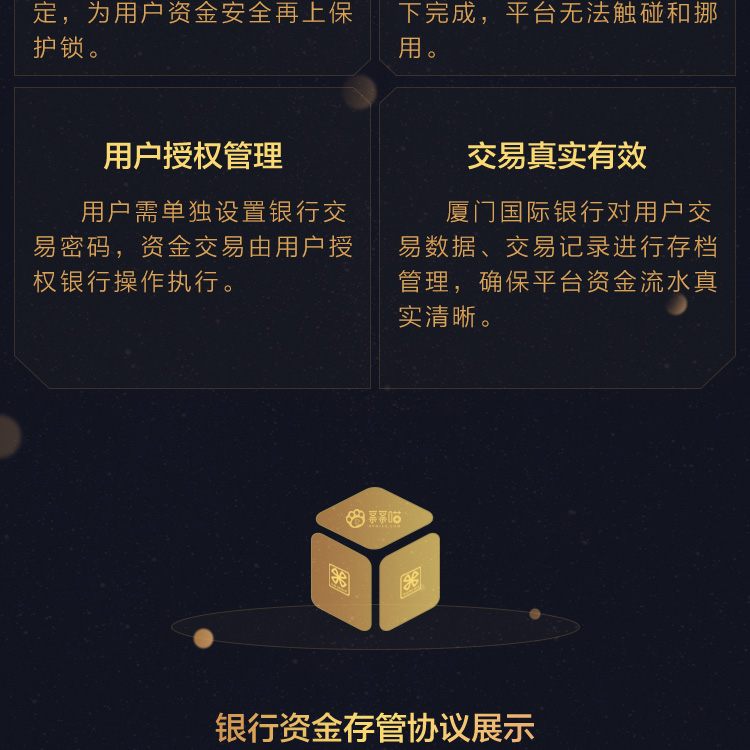 定，为用户资金安全再上保
护锁。
下完成，平台无法触碰和挪
用。
用户授权管理
用户需单独设置银行交
易密码，资金交易由用户授
权银行操作执行。
交易真实有效
厦门国际银行对用户交
易数据、交易记录进行存档
管理，确保平台资金流水真
实清晰。
银行资金存管协议展示